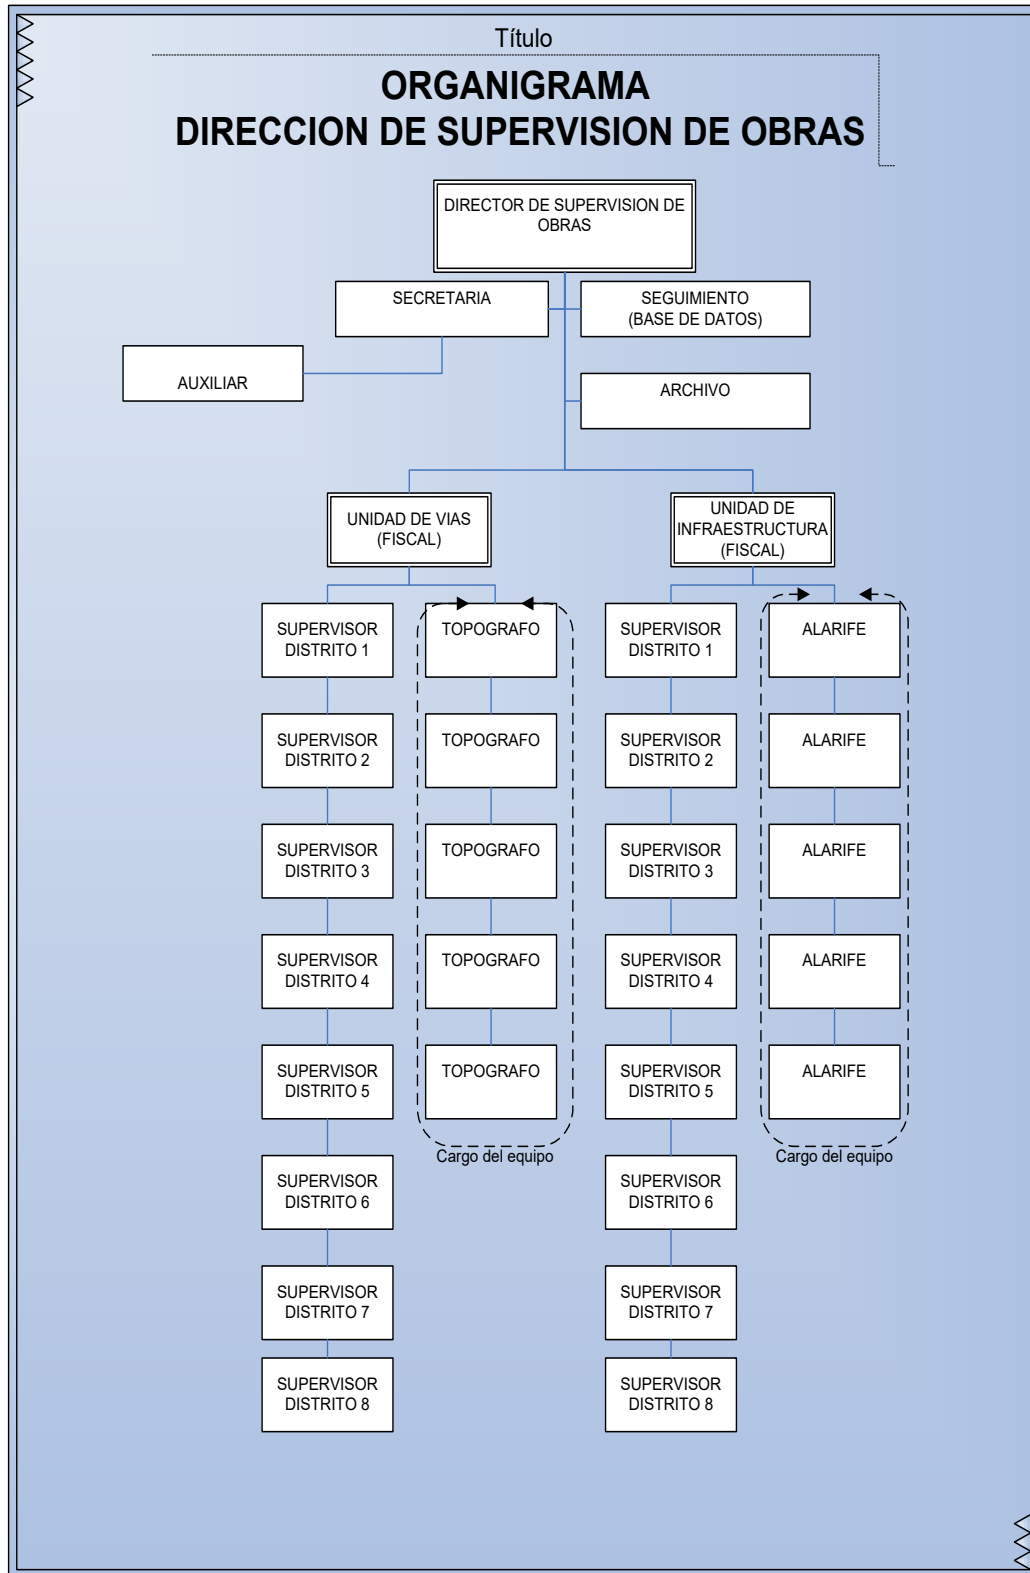 Título
ORGANIGRAMA
DIRECCION DE SUPERVISION DE OBRAS
DIRECTOR DE SUPERVISION DE
OBRAS
SECRETARIA
SEGUIMIENTO
(BASE DE DATOS)
AUXILIAR
ARCHIVO
UNIDAD DE VIAS
(FISCAL)
UNIDAD DE
INFRAESTRUCTURA
(FISCAL)
SUPERVISOR
DISTRITO 1
TOPOGRAFO
SUPERVISOR
DISTRITO 1
ALARIFE
SUPERVISOR
DISTRITO 2
TOPOGRAFO
SUPERVISOR
DISTRITO 2
ALARIFE
SUPERVISOR
DISTRITO 3
TOPOGRAFO
SUPERVISOR
DISTRITO 3
ALARIFE
SUPERVISOR
DISTRITO 4
TOPOGRAFO
SUPERVISOR
DISTRITO 4
ALARIFE
SUPERVISOR
DISTRITO 5
TOPOGRAFO
SUPERVISOR
DISTRITO 5
ALARIFE
Cargo del equipo
Cargo del equipo
SUPERVISOR
DISTRITO 6
SUPERVISOR
DISTRITO 6
SUPERVISOR
DISTRITO 7
SUPERVISOR
DISTRITO 7
SUPERVISOR
DISTRITO 8
SUPERVISOR
DISTRITO 8